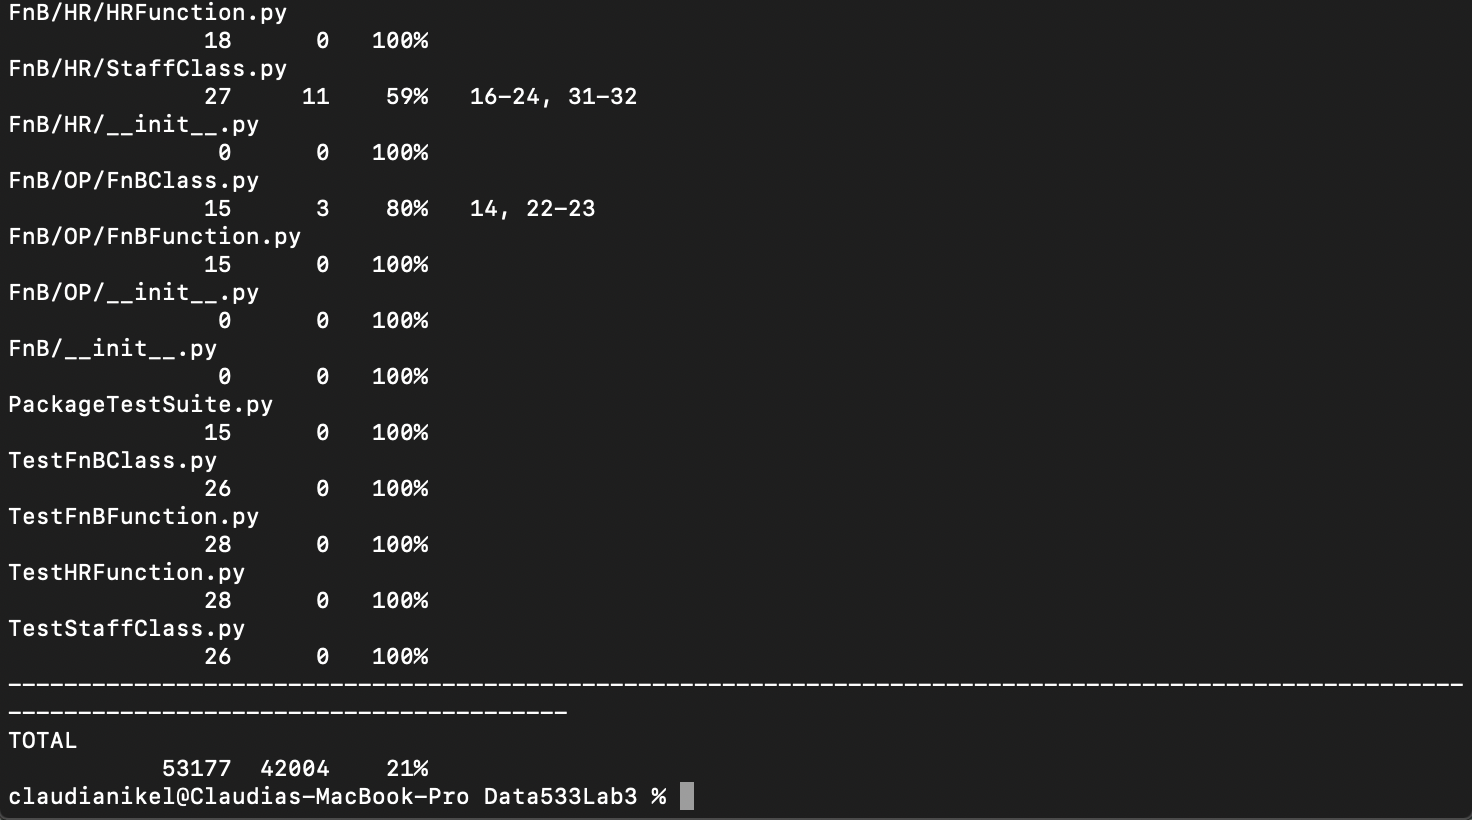 FnB/HR/HRFunction.py
18 0 100%
FnB/HR/StaffClass.py
27 11 59% 16-24, 31-32
FnB/HR/__init__.py
0 0 100%
FnB/OP/FnBClass.py
15 3 80% 14, 22-23
FnB/OP/FnBFunction.py
15 0 100%
FnB/OP/__init__.py
0 0 100%
FnB/__init__.py
0 0 100%
PackageTestSuite.py
15 0 100%
TestFnBClass.py
26 0 100%
TestFnBFunction.py
28 0 100%
TestHRFunction.py
28 0 100%
TestStaffClass.py
26 0 100%
--------------------------------------------------------------------------------------------------------
----------------------------------------
TOTAL
53177 42004 21%
claudianikel@Claudias-MacBook-Pro Data533Lab3 %